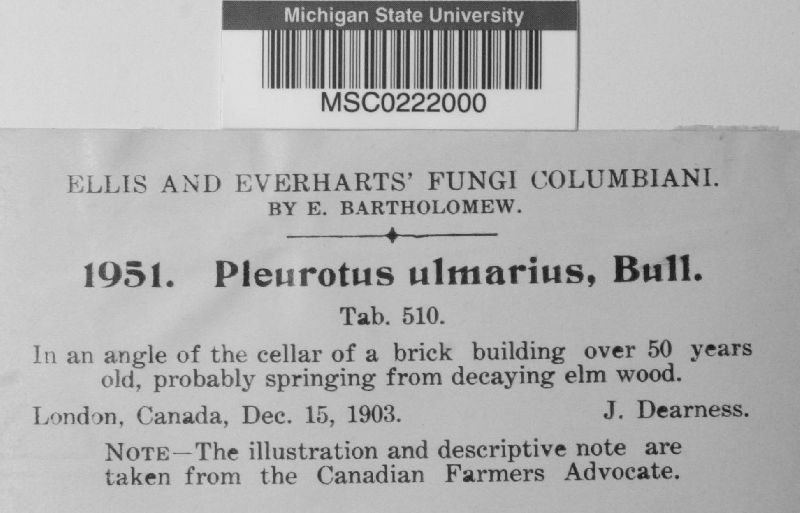 Michigan State University
MSC0222000
ELLIS AND EVERHARTS' FUNGI COLUMBIANI.
BY E. BARTHOLOMEW.
1951. Pleurotus ulmarius, Bull.
Tab. 510.
In an angle of the cellar of a brick building over 50 years
old, probably springing from decaying elm wood.
London, Canada, Dec. 15, 1903. J. Dearness.
NOTE—The illustration and descriptive note are
taken from the Canadian Farmers Advocate.